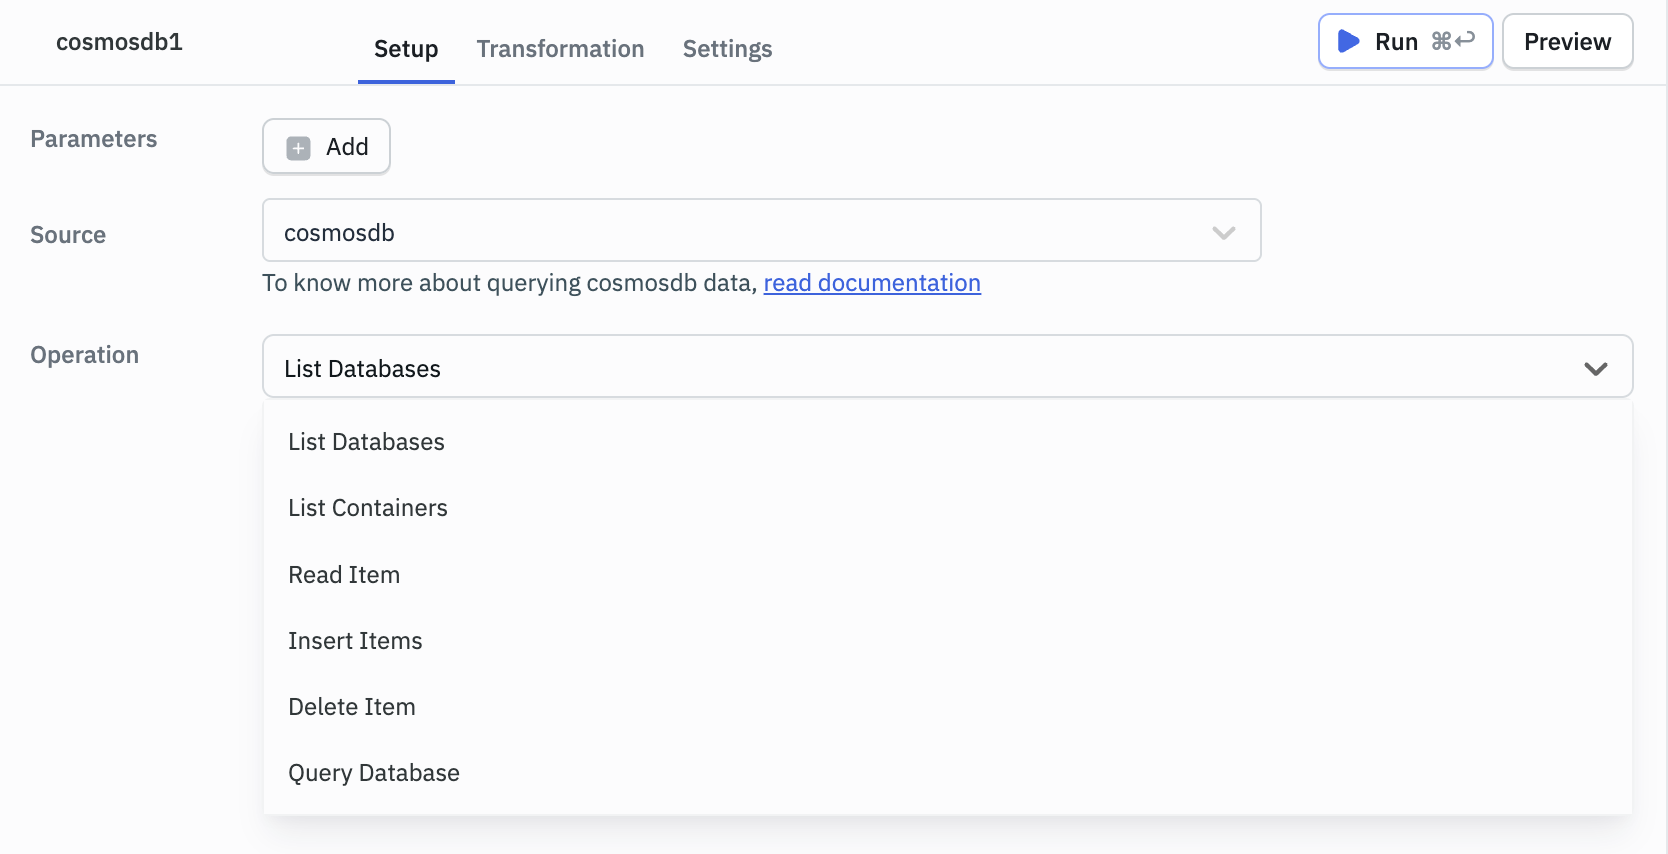 cosmosdb1
Setup
Transformation
Settings
Run ⌘↩
Preview
Parameters
Add
Source
cosmosdb
To know more about querying cosmosdb data, read documentation
Operation
List Databases
List Databases
List Containers
Read Item
Insert Items
Delete Item
Query Database